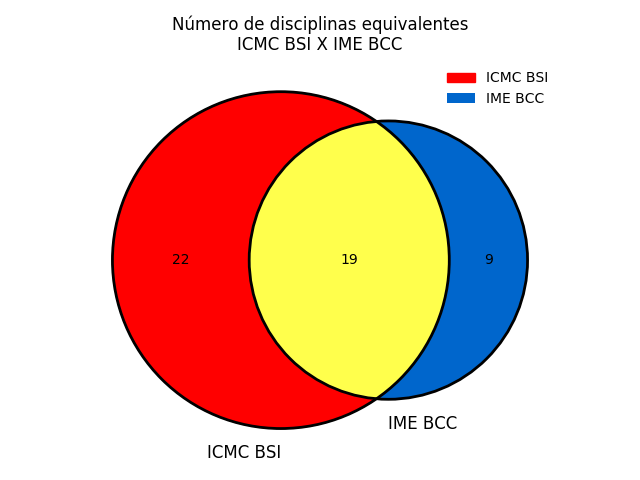 Número de disciplinas equivalentes
ICMC BSI X IME BCC
ICMC BSI
IME BCC
22
19
9
IME BCC
ICMC BSI